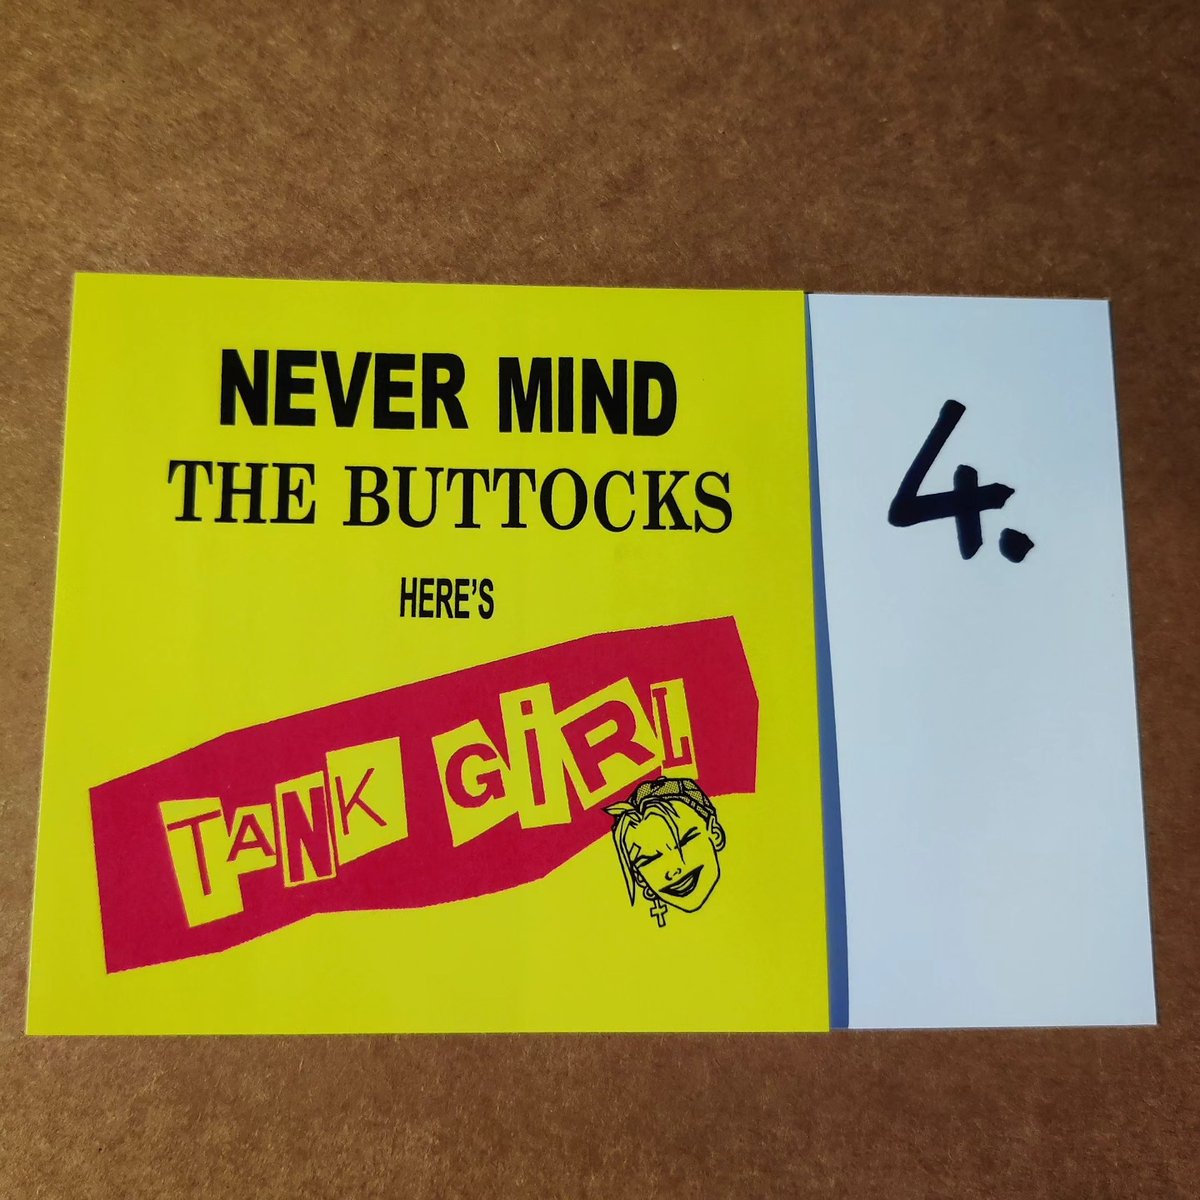 NEVER MIND
THE BUTTOCKS
HERE'S
TANK GiRL
4.